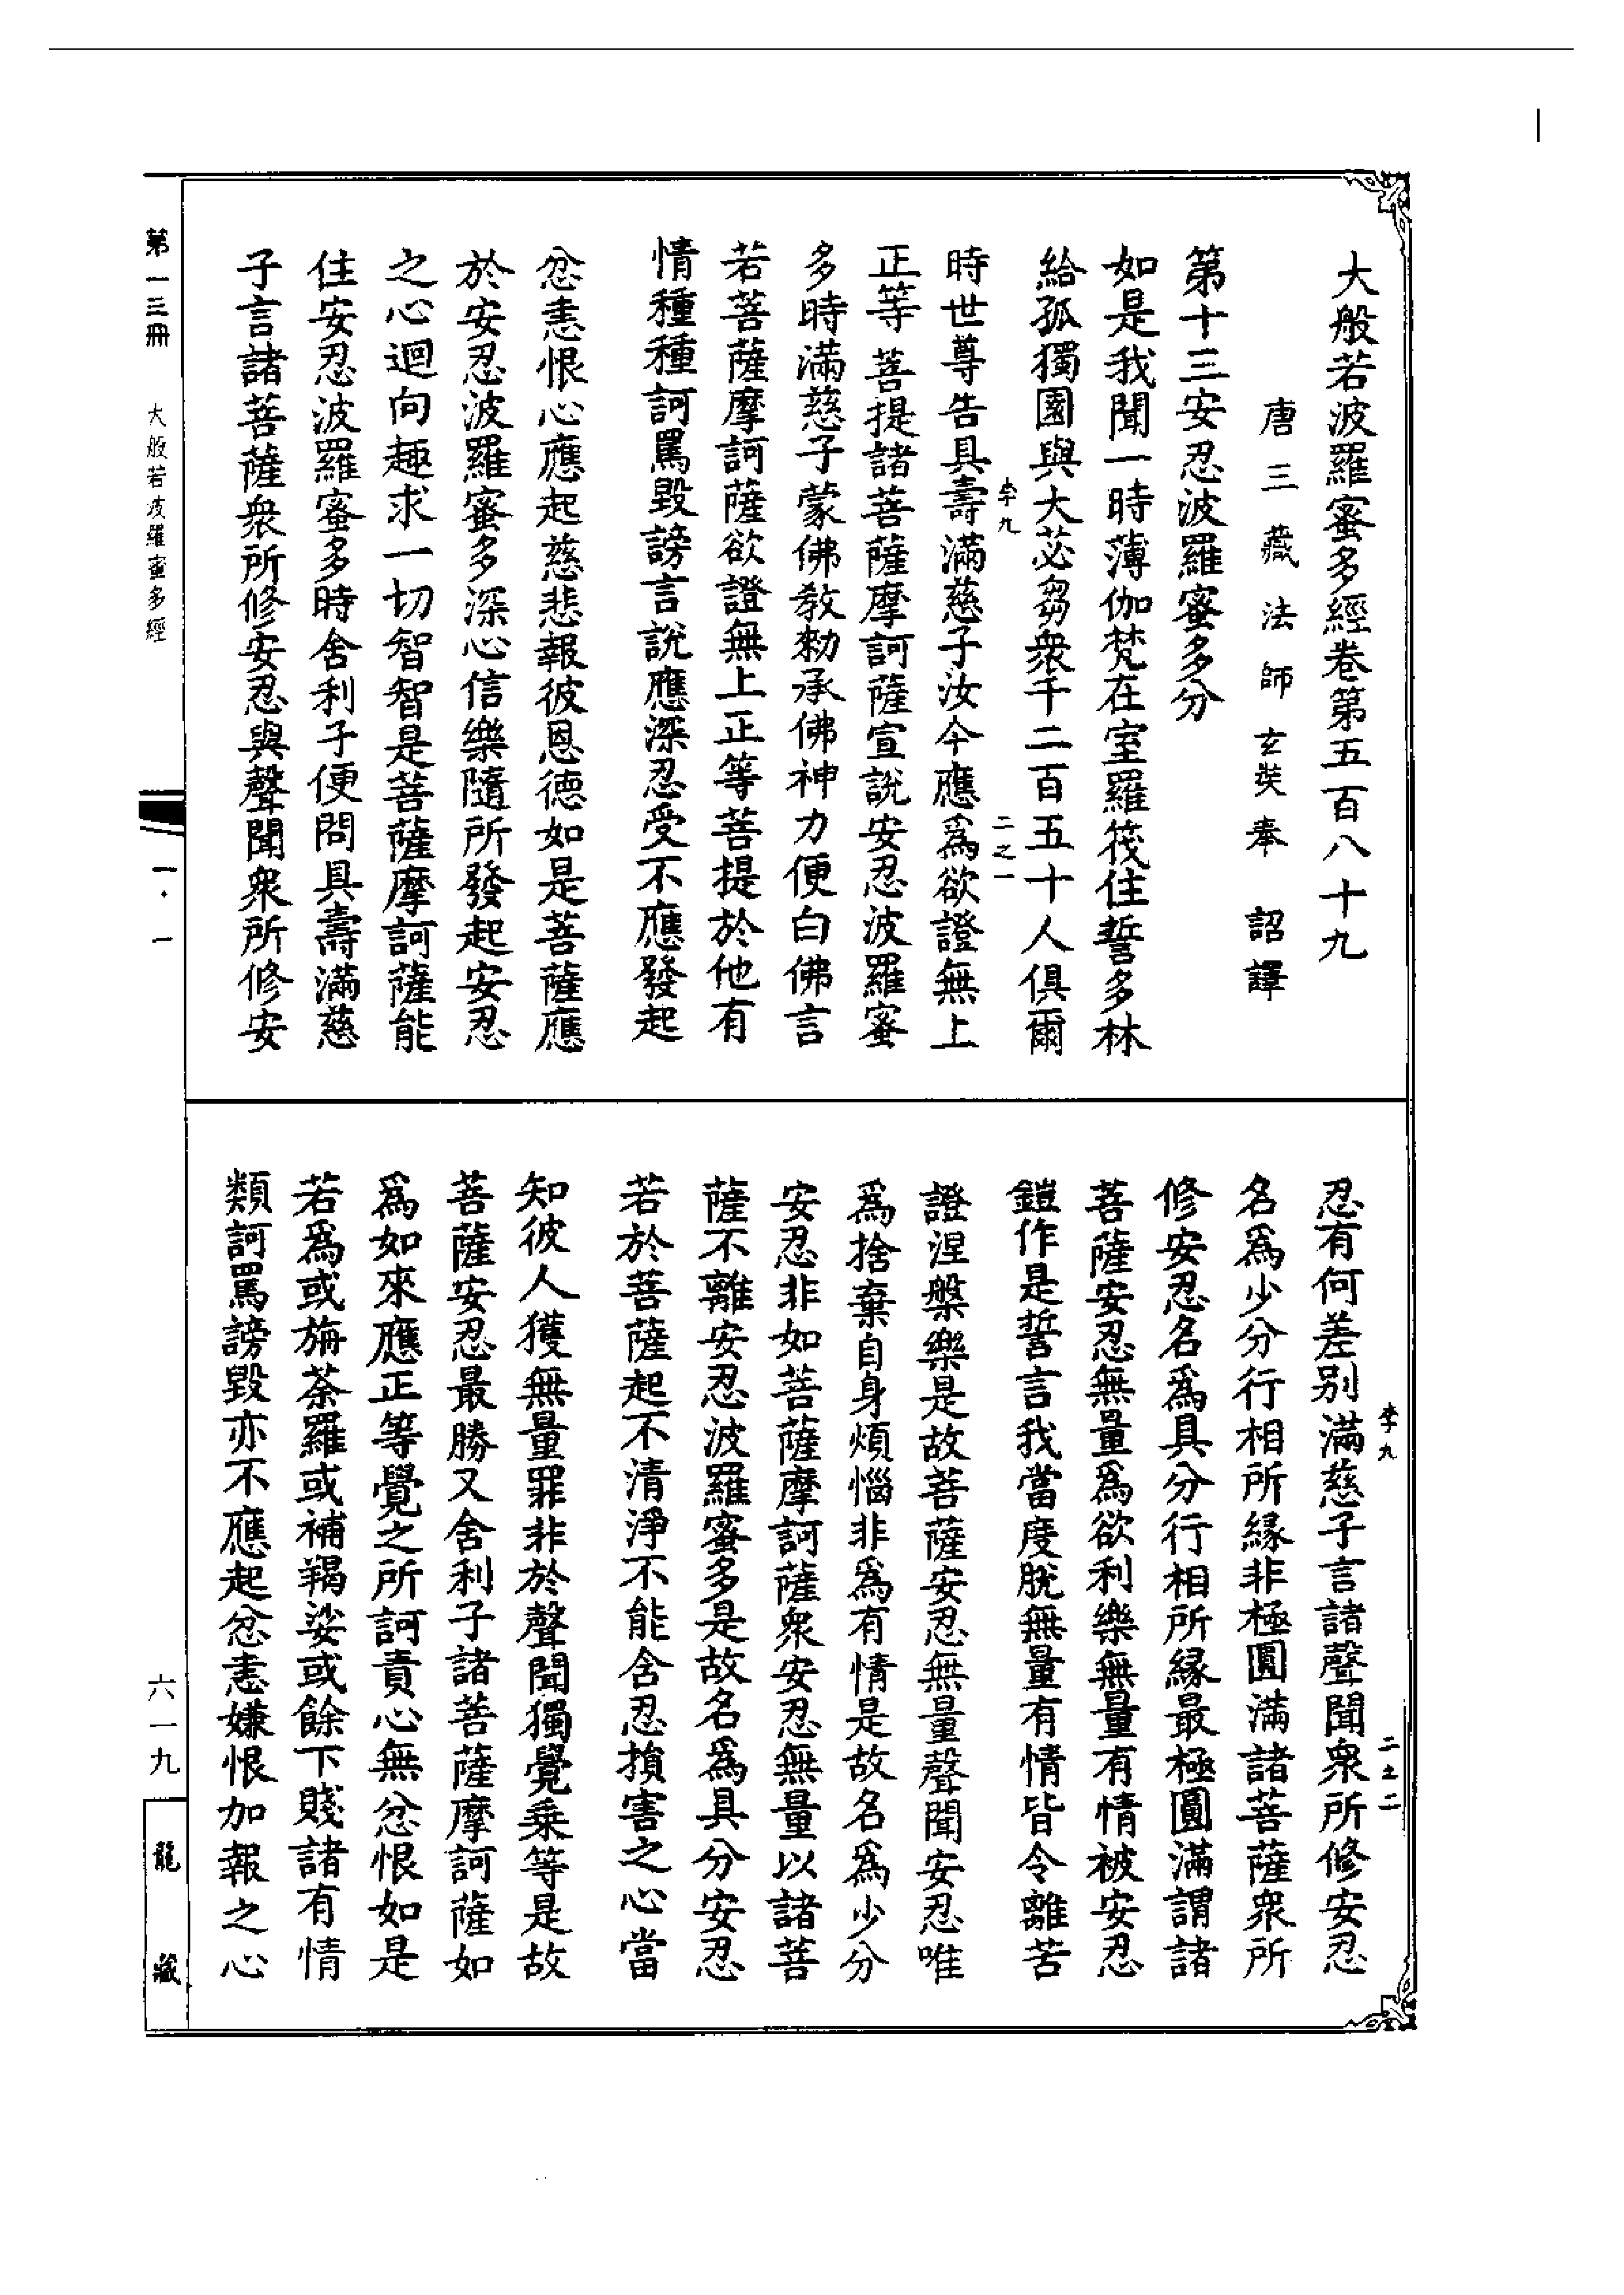 大般若波羅蜜多經卷第五百八十九
唐三藏法師玄奘奉 詔譯
第十三安忍波羅蜜多分
如是我聞一時薄伽梵在室羅筏住誓多林
給孤獨園與大苾芻衆千二百五十人俱爾
李九 二之一
時世尊告具壽滿慈子汝今應爲欲證無上
正等菩提諸菩薩摩訶薩宣說安忍波羅蜜
多時滿慈子蒙佛教勑承佛神力便白佛言
若菩薩摩訶薩欲證無上正等菩提於他有
情種種訶罵毀謗言說應深忍受不應發起
忿恚恨心應起慈悲報彼恩德如是菩薩應
於安忍波羅蜜多深心信樂隨所發起安忍
之心迴向趣求一切智智是菩薩摩訶薩能
住安忍波羅蜜多時舍利子便問具壽滿慈
子言諸菩薩衆所修安忍與聲聞衆所修安
李九 二之二
忍有何差別滿慈子言諸聲聞衆所修安忍
名爲少分行相所緣非極圓滿諸菩薩衆所
修安忍名爲具分行相所緣最極圓滿謂諸
菩薩安忍無量爲欲利樂無量有情被安忍
鎧作是誓言我當度脫無量有情皆令離苦
證涅槃樂是故菩薩安忍無量聲聞安忍唯
爲捨棄自身煩惱非爲有情是故名爲少分
安忍非如菩薩摩訶薩衆安忍無量以諸菩
薩不離安忍波羅蜜多是故名爲具分安忍
若於菩薩起不清淨不能含忍損害之心當
知彼人獲無量罪非於聲聞獨覺乘等是故
菩薩安忍最勝又舍利子諸菩薩摩訶薩如
爲如來應正等覺之所訶責心無忿恨如是
若爲或旃荼羅或補羯娑或餘下賤諸有情
類訶罵謗毀亦不應起忿恚嫌恨加報之心
第一三冊 大般若波羅蜜多經
一·一
六一九
龍藏